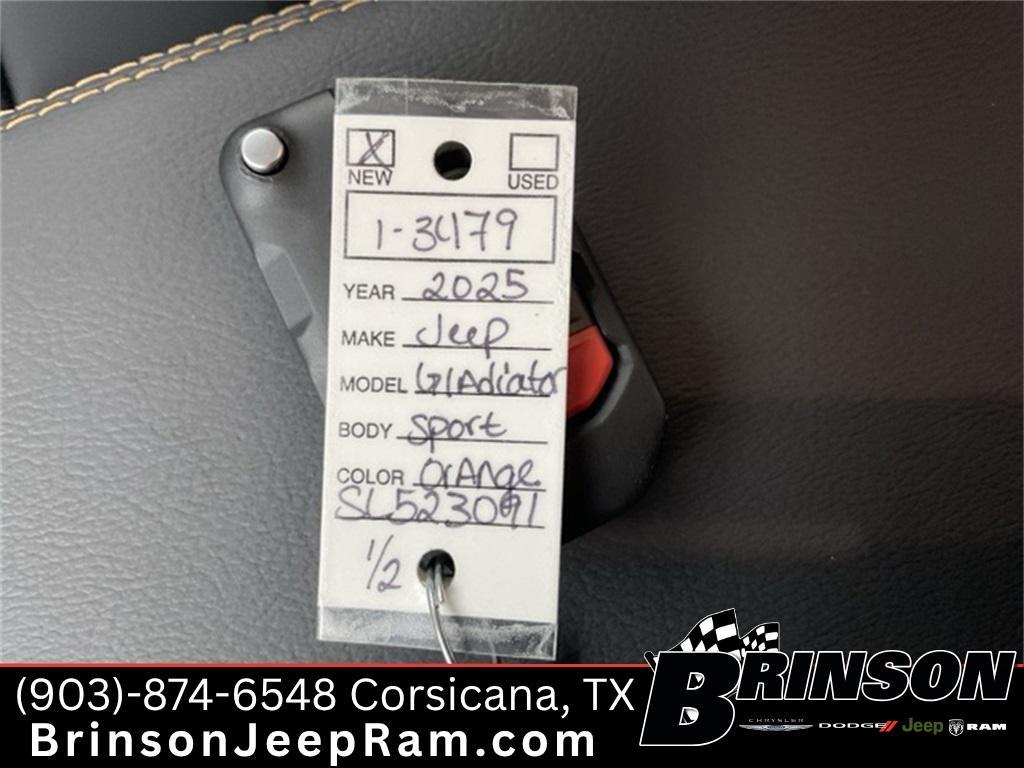 X
NEW USED
1-3479
YEAR 2025
MAKE Jeep
MODEL GlAdiator
BODY Sport
COLOR OrANge
SL523091
1/2
(903)-874-6548 Corsicana, TX
BrinsonJeepRam.com
BRINSON
CHRYSLER DODGE Jeep RAM